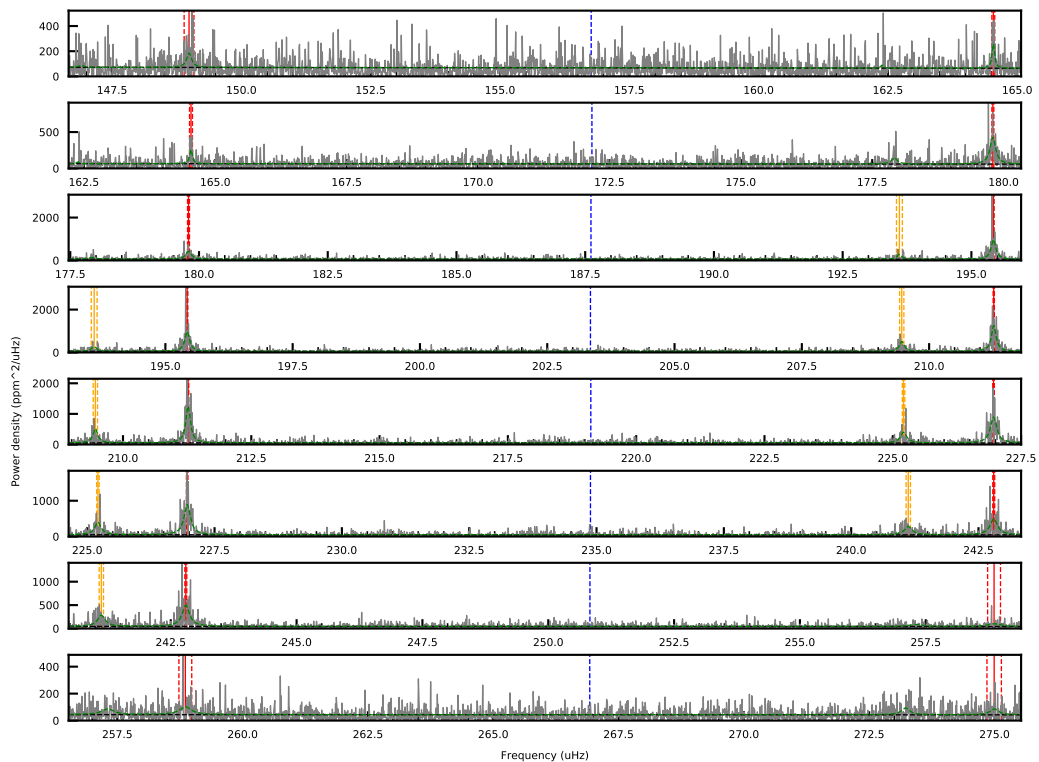 400
200
0
147.5 150.0 152.5 155.0 157.5 160.0 162.5 165.0
500
0
162.5 165.0 167.5 170.0 172.5 175.0 177.5 180.0
2000
0
177.5 180.0 182.5 185.0 187.5 190.0 192.5 195.0
2000
0
195.0 197.5 200.0 202.5 205.0 207.5 210.0
Power density (ppm^2/uHz)
2000
1000
0
210.0 212.5 215.0 217.5 220.0 222.5 225.0 227.5
1000
0
225.0 227.5 230.0 232.5 235.0 237.5 240.0 242.5
1000
500
0
242.5 245.0 247.5 250.0 252.5 255.0 257.5
400
200
0
257.5 260.0 262.5 265.0 267.5 270.0 272.5 275.0
Frequency (uHz)